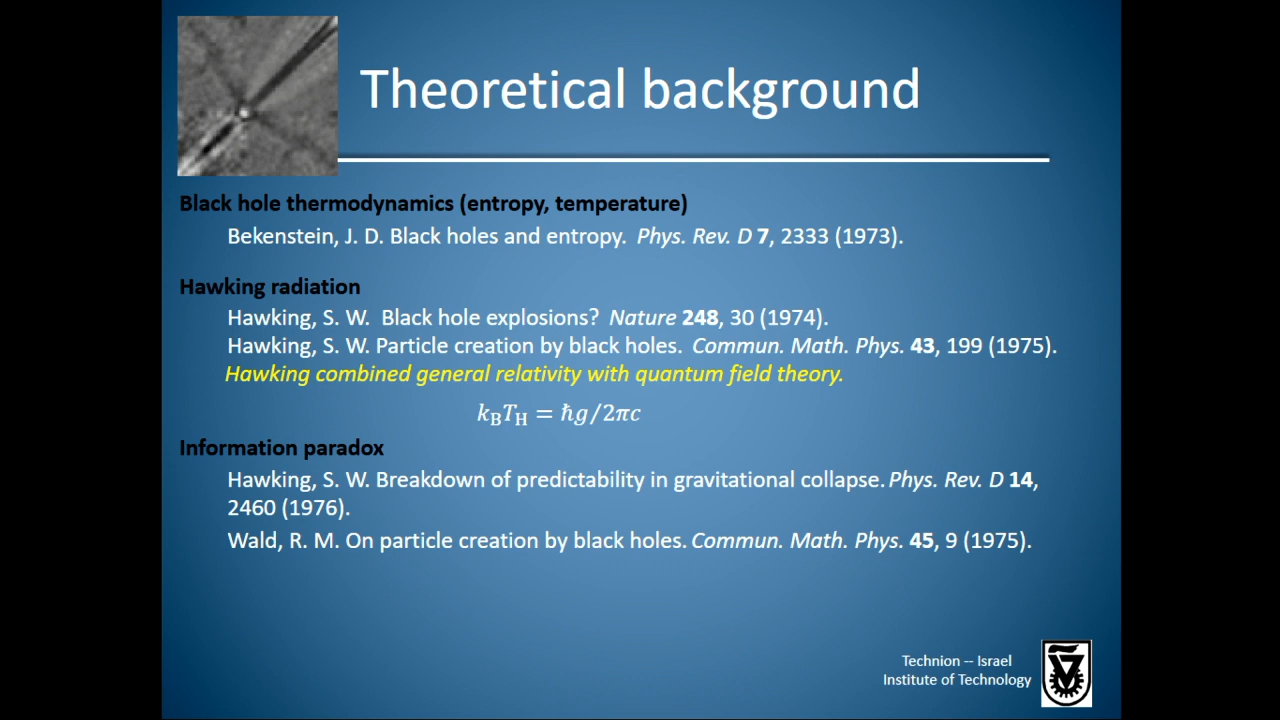 Theoretical background
Black hole thermodynamics (entropy, temperature)
Bekenstein, J. D. Black holes and entropy. Phys. Rev. D 7, 2333 (1973).
Hawking radiation
Hawking, S. W. Black hole explosions? Nature 248, 30 (1974).
Hawking, S. W. Particle creation by black holes. Commun. Math. Phys. 43, 199 (1975).
Hawking combined general relativity with quantum field theory.
k_B T_H = ℏg/2πc
Information paradox
Hawking, S. W. Breakdown of predictability in gravitational collapse. Phys. Rev. D 14,
2460 (1976).
Wald, R. M. On particle creation by black holes. Commun. Math. Phys. 45, 9 (1975).
Technion -- Israel
Institute of Technology